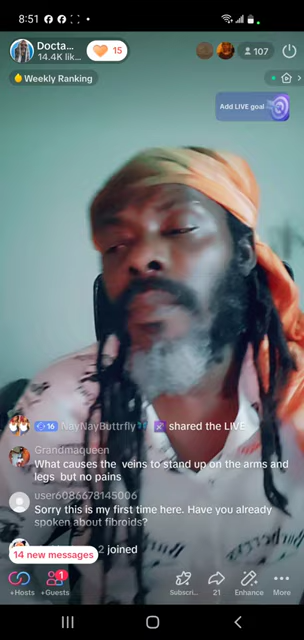 8:51
Docta...
14.4K lik...
15
107
Weekly Ranking
Add LIVE goal
16 NayNayButtrfly shared the LIVE
Grandmaqueen
What causes the veins to stand up on the arms and
legs but no pains
user6086678145006
Sorry this is my first time here. Have you already
spoken about fibroids?
2 joined
14 new messages
1
+Hosts
+Guests
Subscri...
21
Enhance
More